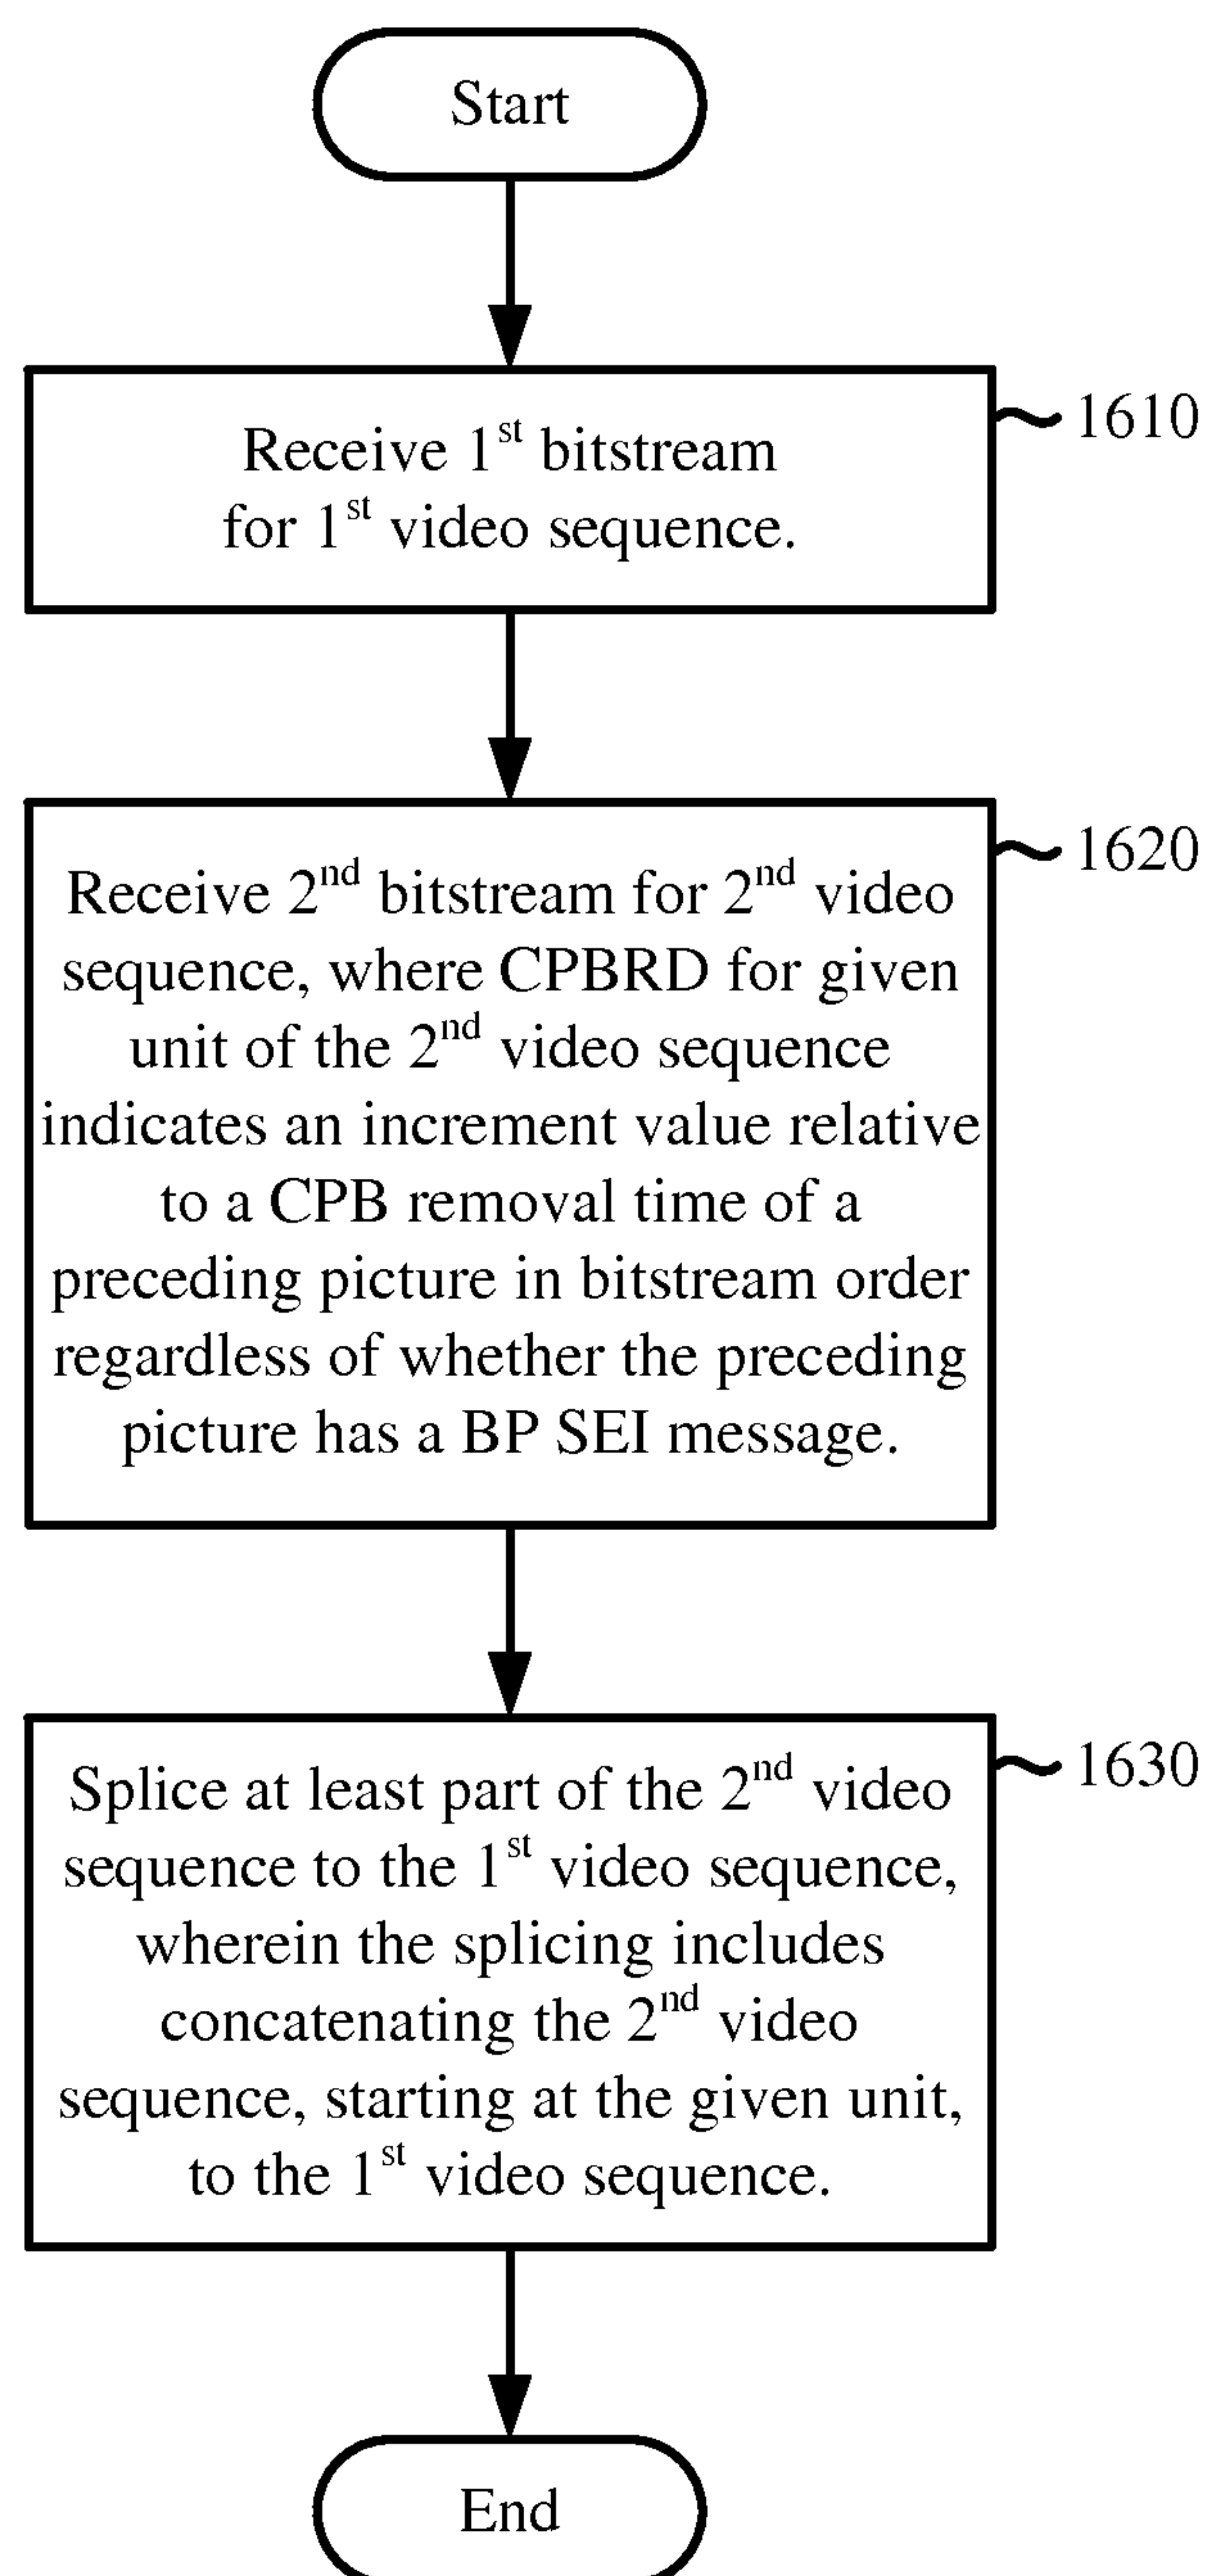 Start
Receive 1st bitstream
for 1st video sequence.
1610
Receive 2nd bitstream for 2nd video
sequence, where CPBRD for given
unit of the 2nd video sequence
indicates an increment value relative
to a CPB removal time of a
preceding picture in bitstream order
regardless of whether the preceding
picture has a BP SEI message.
1620
Splice at least part of the 2nd video
sequence to the 1st video sequence,
wherein the splicing includes
concatenating the 2nd video
sequence, starting at the given unit,
to the 1st video sequence.
1630
End